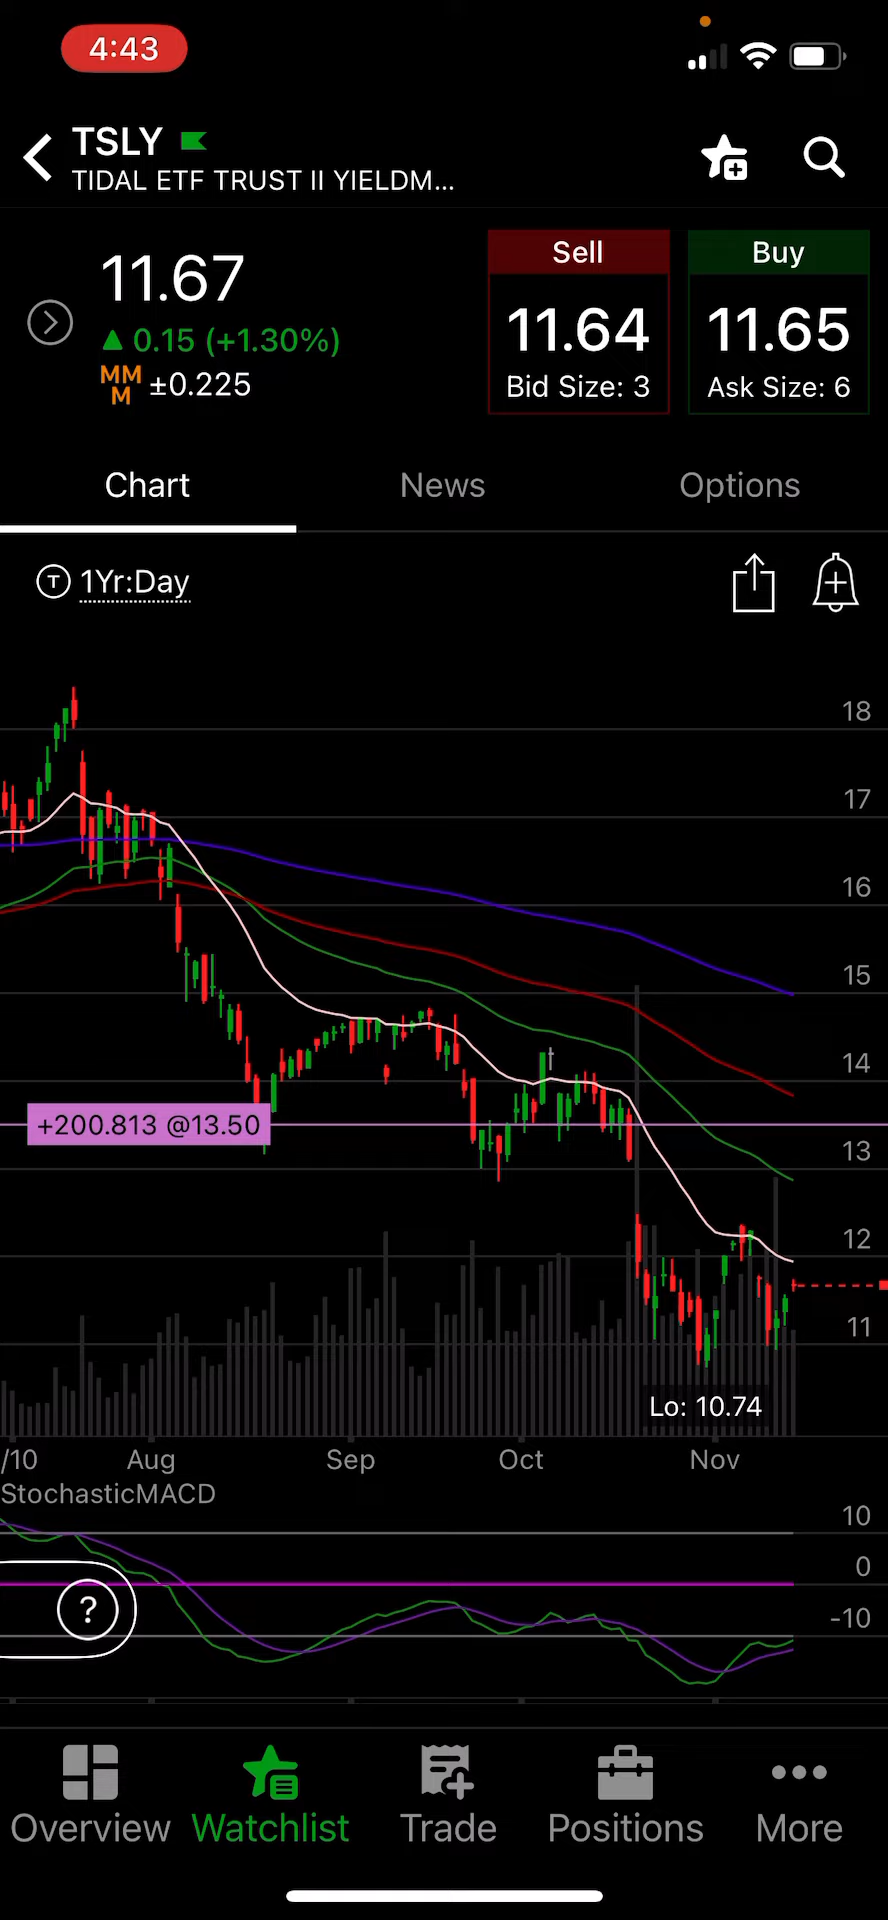 4:43
TSLY
TIDAL ETF TRUST II YIELDM...
11.67
0.15 (+1.30%)
MM
M
±0.225
Sell
11.64
Bid Size: 3
Buy
11.65
Ask Size: 6
Chart
News
Options
T
1Yr:Day
18
17
16
15
14
+200.813 @13.50
13
12
11
Lo: 10.74
/10
Aug
Sep
Oct
Nov
StochasticMACD
10
0
-10
?
Overview
Watchlist
Trade
Positions
More